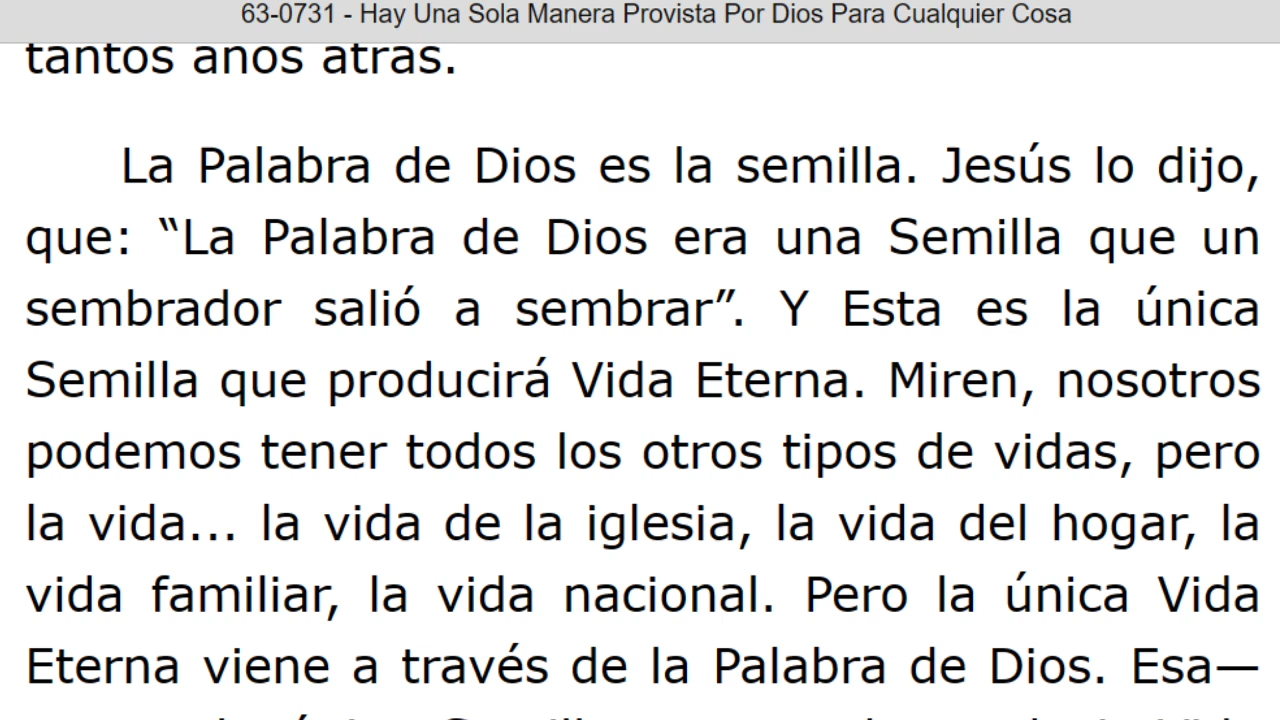 63-0731 - Hay Una Sola Manera Provista Por Dios Para Cualquier Cosa
tantos años atrás.
La Palabra de Dios es la semilla. Jesús lo dijo,
que: “La Palabra de Dios era una Semilla que un
sembrador salió a sembrar”. Y Esta es la única
Semilla que producirá Vida Eterna. Miren, nosotros
podemos tener todos los otros tipos de vidas, pero
la vida... la vida de la iglesia, la vida del hogar, la
vida familiar, la vida nacional. Pero la única Vida
Eterna viene a través de la Palabra de Dios. Esa—